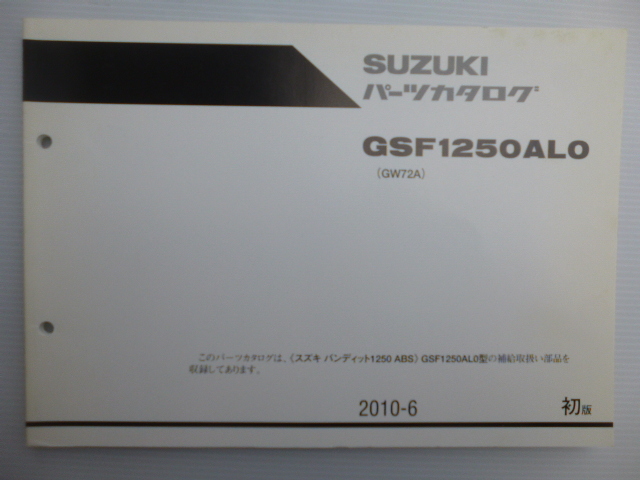 SUZUKI
パーツカタログ
GSF1250AL0
(GW72A)
このパーツカタログは、(スズキ バンディット1250 ABS) GSF1250AL0型の補給取扱い部品を
収録してあります。
2010-6 初版